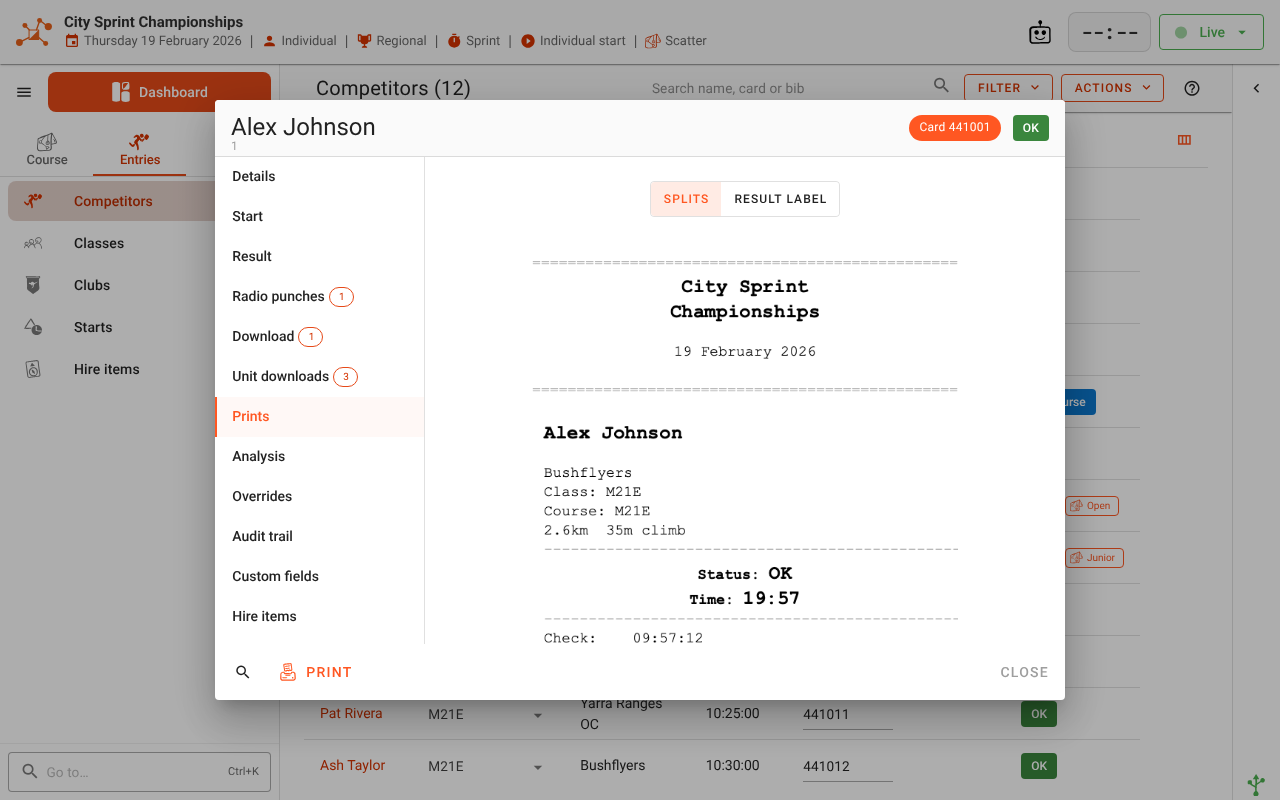 City Sprint Championships
Thursday 19 February 2026 | Individual | Regional | Sprint | Individual start | Scatter
--:--
Live
Dashboard
Competitors (12)
Search name, card or bib
FILTER
ACTIONS
Course
Entries
Competitors
Classes
Clubs
Starts
Hire items
Alex Johnson
1
Card 441001
OK
Details
Start
Result
Radio punches 1
Download 1
Unit downloads 3
Prints
Analysis
Overrides
Audit trail
Custom fields
Hire items
SPLITS
RESULT LABEL
================================================
City Sprint
Championships
19 February 2026
================================================
Alex Johnson
Bushflyers
Class: M21E
Course: M21E
2.6km 35m climb
-----------------------------------------------
Status: OK
Time: 19:57
-----------------------------------------------
Check: 09:57:12
PRINT
CLOSE
urse
Open
Junior
Pat Rivera M21E Yarra Ranges OC 10:25:00 441011 OK
Ash Taylor M21E Bushflyers 10:30:00 441012 OK
Go to... Ctrl+K